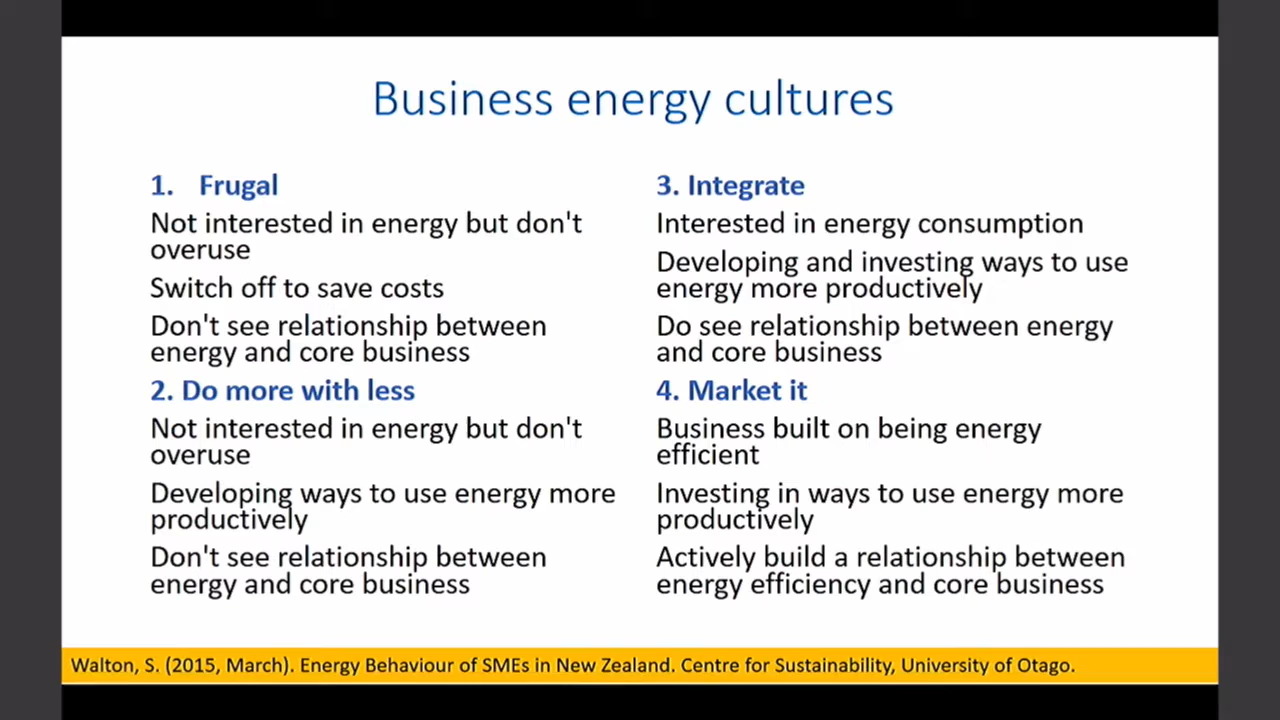 Business energy cultures
1. Frugal
Not interested in energy but don't
overuse
Switch off to save costs
Don't see relationship between
energy and core business
2. Do more with less
Not interested in energy but don't
overuse
Developing ways to use energy more
productively
Don't see relationship between
energy and core business
3. Integrate
Interested in energy consumption
Developing and investing ways to use
energy more productively
Do see relationship between energy
and core business
4. Market it
Business built on being energy
efficient
Investing in ways to use energy more
productively
Actively build a relationship between
energy efficiency and core business
Walton, S. (2015, March). Energy Behaviour of SMEs in New Zealand. Centre for Sustainability, University of Otago.